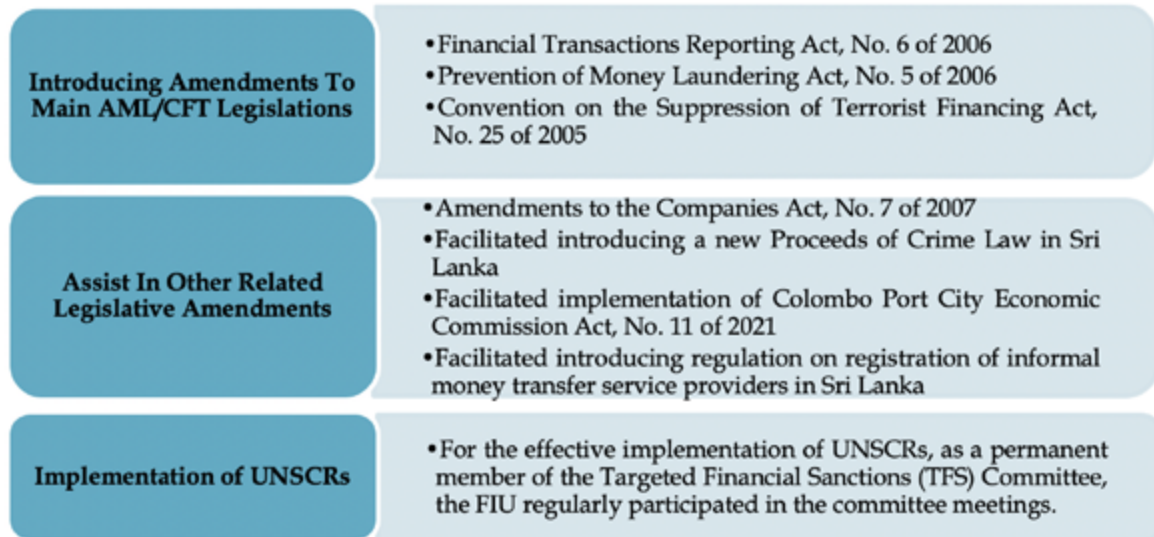 Introducing Amendments To
Main AML/CFT Legislations
•Financial Transactions Reporting Act, No. 6 of 2006
•Prevention of Money Laundering Act, No. 5 of 2006
•Convention on the Suppression of Terrorist Financing Act,
No. 25 of 2005
Assist In Other Related
Legislative Amendments
•Amendments to the Companies Act, No. 7 of 2007
•Facilitated introducing a new Proceeds of Crime Law in Sri
Lanka
•Facilitated implementation of Colombo Port City Economic
Commission Act, No. 11 of 2021
•Facilitated introducing regulation on registration of informal
money transfer service providers in Sri Lanka
Implementation of UNSCRs
•For the effective implementation of UNSCRs, as a permanent
member of the Targeted Financial Sanctions (TFS) Committee,
the FIU regularly participated in the committee meetings.